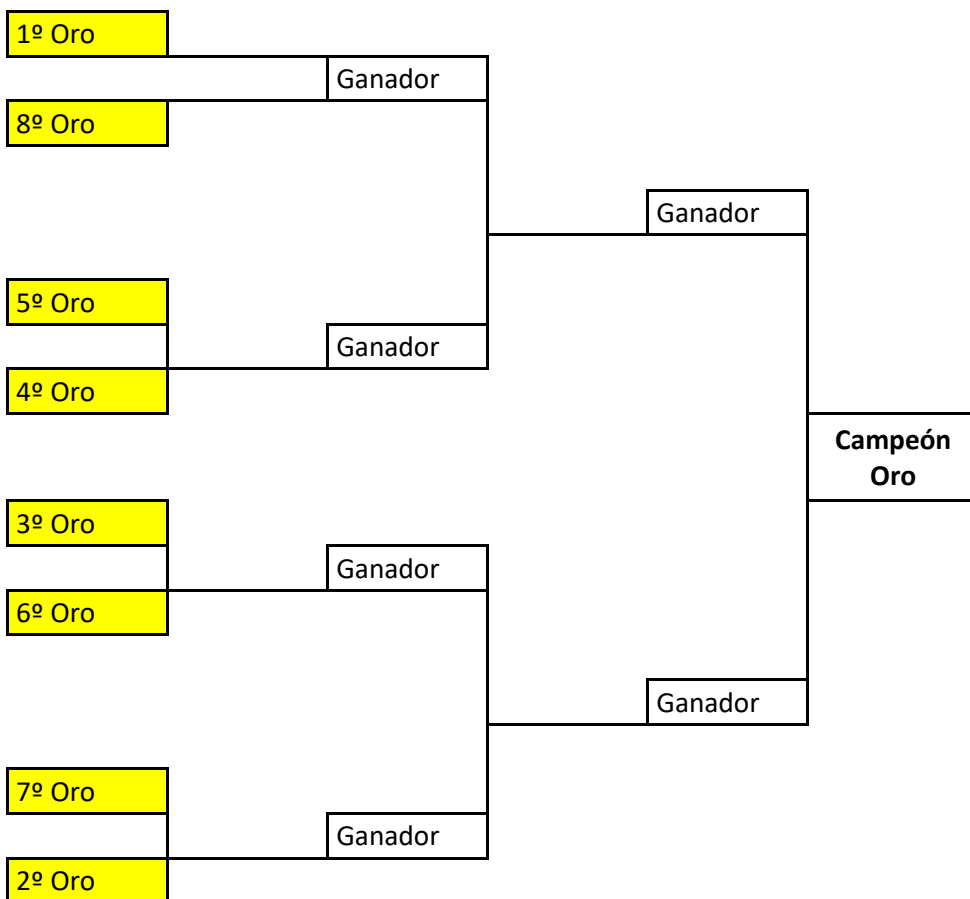 1º Oro
Ganador
8º Oro
Ganador
5º Oro
Ganador
4º Oro
Campeón
Oro
3º Oro
Ganador
6º Oro
Ganador
7º Oro
Ganador
2º Oro